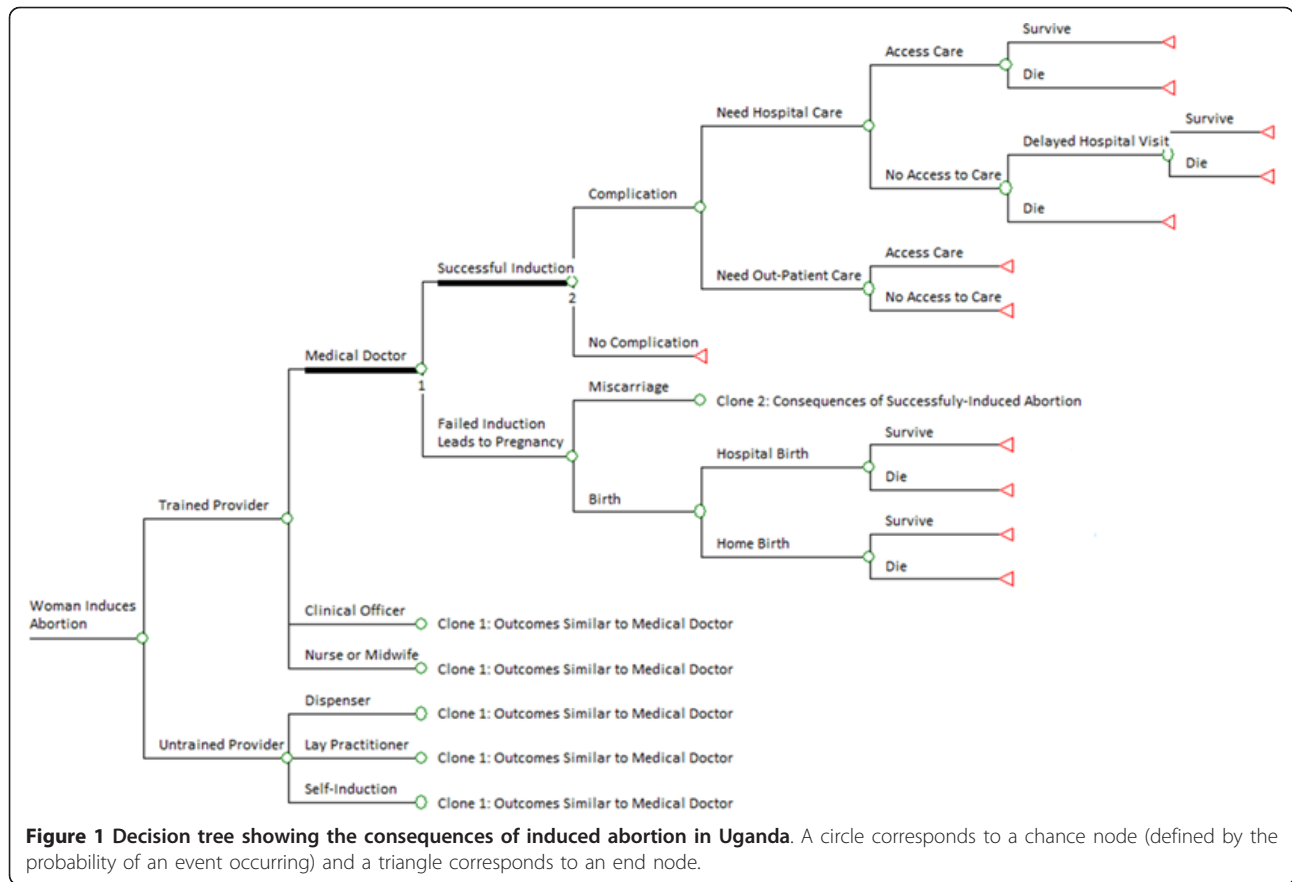 Survive
Access Care
Die
Need Hospital Care
Survive
Delayed Hospital Visit
No Access to Care
Die
Complication
Die
Access Care
Successful Induction
Need Out-Patient Care
2
No Access to Care
No Complication
Medical Doctor
1
Miscarriage
Clone 2: Consequences of Successfuly-Induced Abortion
Failed Induction
Leads to Pregnancy
Survive
Hospital Birth
Die
Birth
Trained Provider
Survive
Home Birth
Die
Woman Induces
Abortion
Clinical Officer
Clone 1: Outcomes Similar to Medical Doctor
Nurse or Midwife
Clone 1: Outcomes Similar to Medical Doctor
Dispenser
Clone 1: Outcomes Similar to Medical Doctor
Untrained Provider
Lay Practitioner
Clone 1: Outcomes Similar to Medical Doctor
Self-Induction
Clone 1: Outcomes Similar to Medical Doctor
Figure 1 Decision tree showing the consequences of induced abortion in Uganda. A circle corresponds to a chance node (defined by the
probability of an event occurring) and a triangle corresponds to an end node.